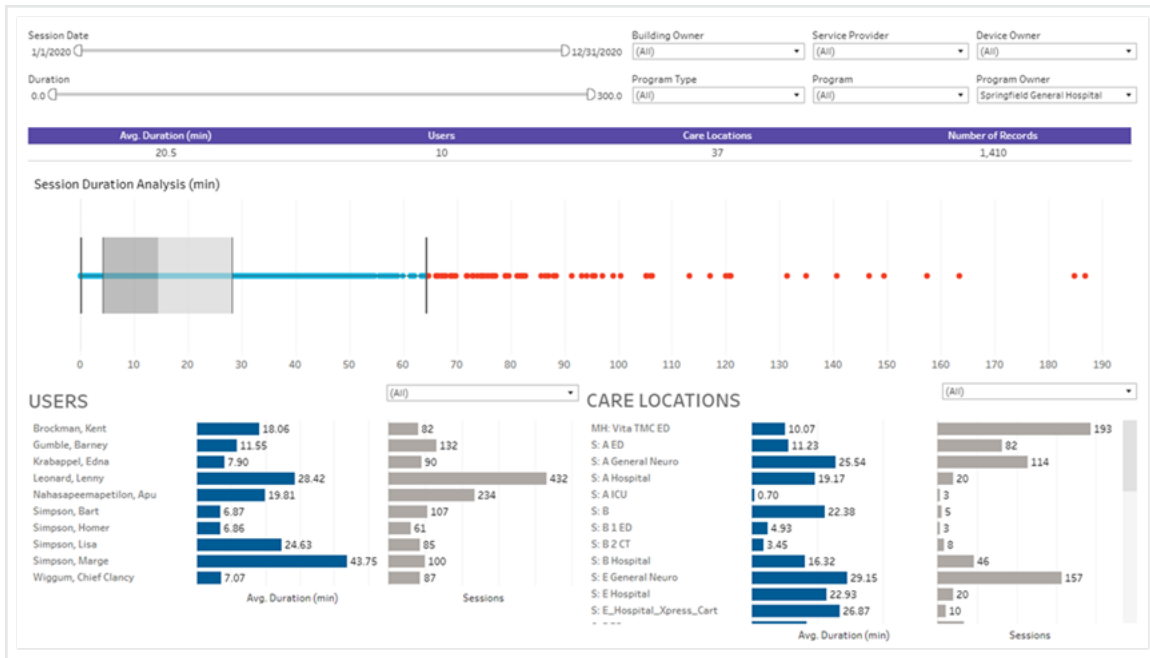 Session Date
1/1/2020 12/31/2020
Building Owner Service Provider Device Owner
(All) (All) (All)
Duration
0.0 300.0
Program Type Program Program Owner
(All) (All) Springfield General Hospital
Avg. Duration (min) Users Care Locations Number of Records
20.5 10 37 1,410
Session Duration Analysis (min)
0 10 20 30 40 50 60 70 80 90 100 110 120 130 140 150 160 170 180 190
USERS
(All)
Brockman, Kent 18.06 82
Gumble, Barney 11.55 132
Krabappel, Edna 7.90 90
Leonard, Lenny 28.42 432
Nahasapeemapetilon, Apu 19.81 234
Simpson, Bart 6.87 107
Simpson, Homer 6.86 61
Simpson, Lisa 24.63 85
Simpson, Marge 43.75 100
Wiggum, Chief Clancy 7.07 87
Avg. Duration (min) Sessions
CARE LOCATIONS
(All)
MH: Vita TMC ED 10.07 193
S: A ED 11.23 82
S: A General Neuro 25.54 114
S: A Hospital 19.17 20
S: A ICU 0.70 3
S: B 22.38 5
S: B 1 ED 4.93 3
S: B 2 CT 3.45 8
S: B Hospital 16.32 46
S: E General Neuro 29.15 157
S: E Hospital 22.93 20
S: E_Hospital_Xpress_Cart 26.87 10
Avg. Duration (min) Sessions